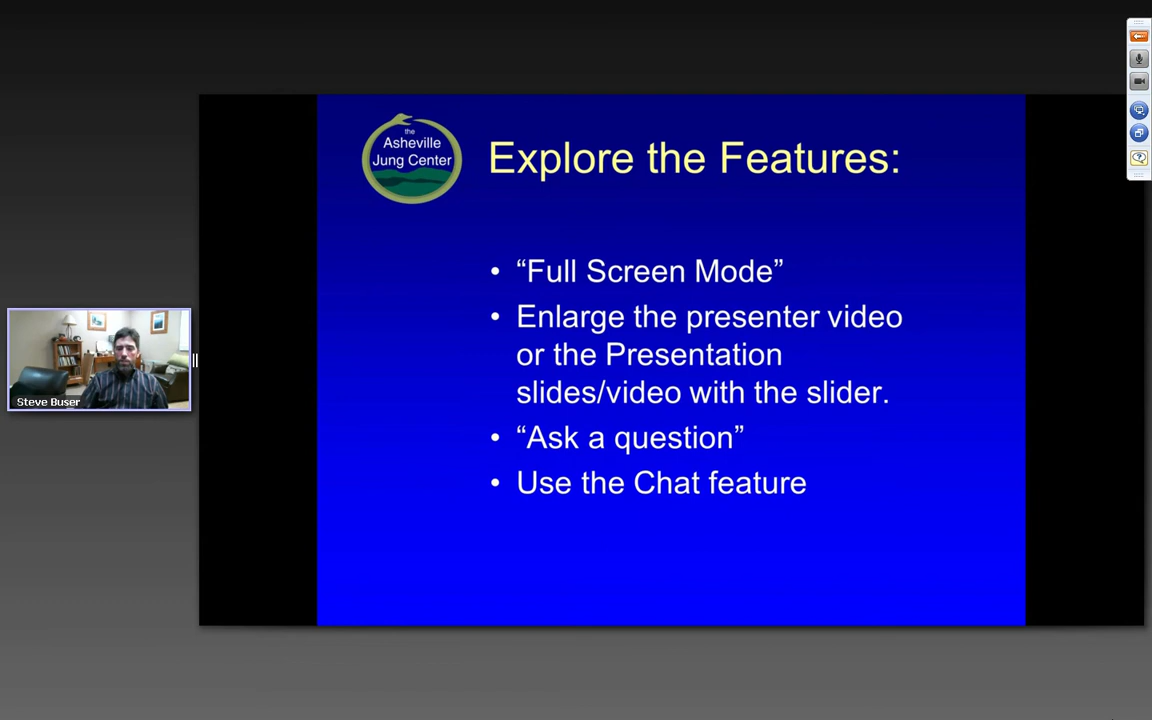 the
Asheville
Jung Center
Explore the Features:
• “Full Screen Mode”
• Enlarge the presenter video
or the Presentation
slides/video with the slider.
• “Ask a question”
• Use the Chat feature
Steve Buser